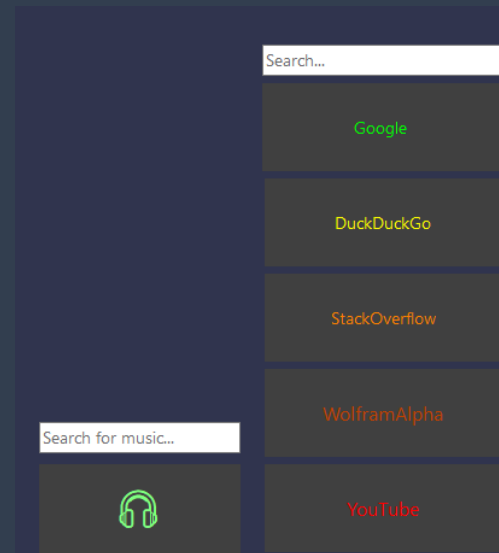 Search...
Google
DuckDuckGo
StackOverflow
WolframAlpha
Search for music...
YouTube